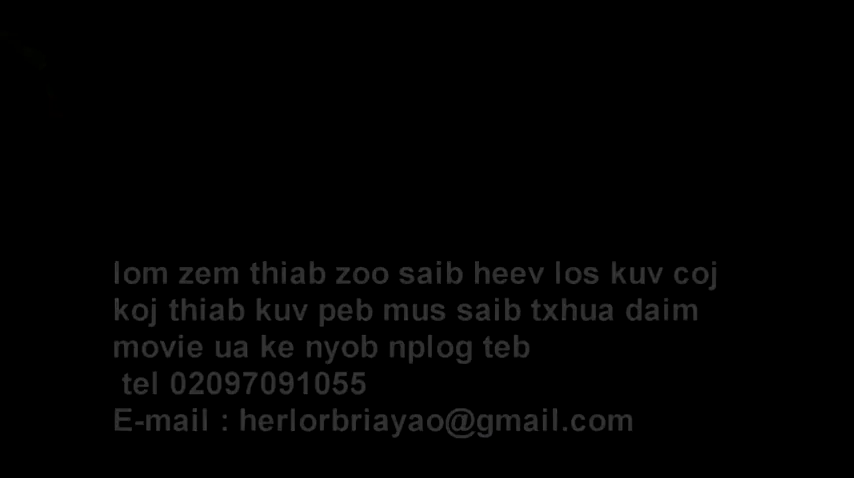 lom zem thiab zoo saib heev los kuv coj
koj thiab kuv peb mus saib txhua daim
movie ua ke nyob nplog teb
tel 02097091055
E-mail : herlorbriayao@gmail.com